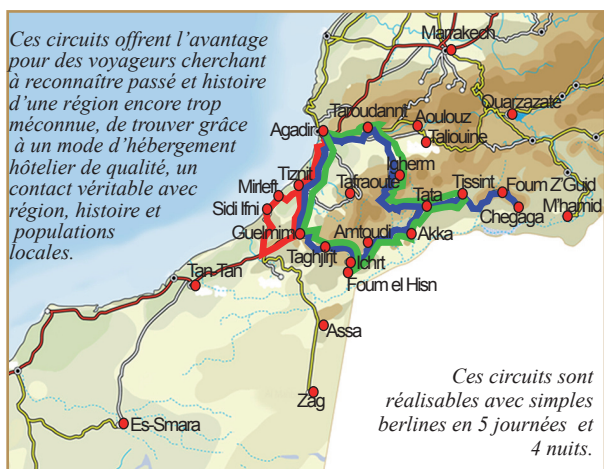 Ces circuits offrent l'avantage
pour des voyageurs cherchant
à reconnaître passé et histoire
d'une région encore trop
méconnue, de trouver grâce
à un mode d'hébergement
hôtelier de qualité, un
contact véritable avec
région, histoire et
populations
locales.
Marrakech
Ouarzazate
Taroudannt
Aoulouz
Agadir
Taliouine
Igherm
Tiznit
Tafraoute
Tissint
Foum Z'Guid
Mirleft
Tata
M'hamid
Sidi Ifni
Chegaga
Guelmim
Amtoudi
Akka
Taghjijt
Icht
Tan-Tan
Foum el Hisn
Assa
Zag
Es-Smara
Ces circuits sont
réalisables avec simples
berlines en 5 journées et
4 nuits.